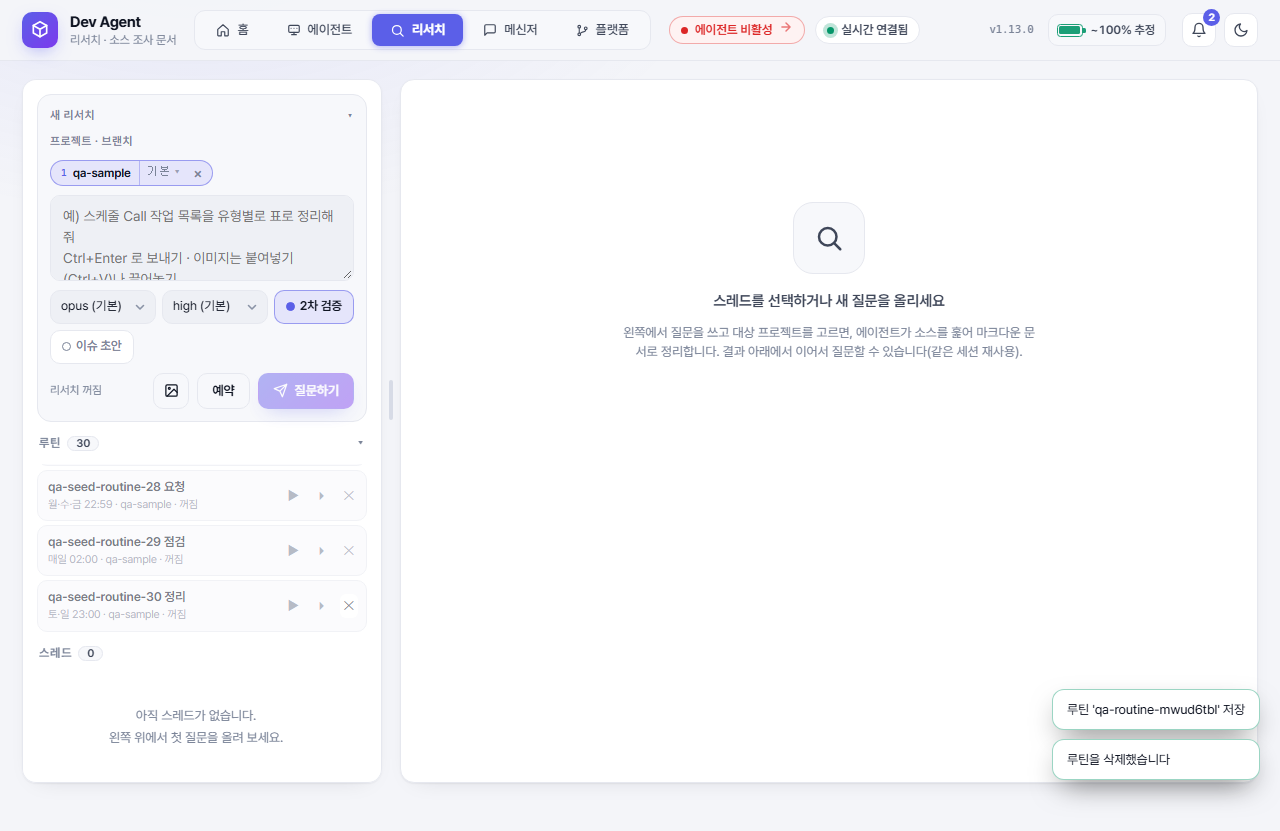 Dev Agent
리서치 · 소스 조사 문서
홈
에이전트
리서치
메신저
플랫폼
에이전트 비활성 →
실시간 연결됨
v1.13.0
~100% 추정
2
새 리서치
프로젝트 · 브랜치
1 qa-sample 기본 ×
예) 스케줄 Call 작업 목록을 유형별로 표로 정리해
줘
Ctrl+Enter 로 보내기 · 이미지는 붙여넣기
(Ctrl+V)나 끌어놓기
opus (기본)
high (기본)
2차 검증
이슈 초안
리서치 꺼짐
예약
질문하기
루틴 30
qa-seed-routine-28 요청
월·수·금 22:59 · qa-sample · 꺼짐
qa-seed-routine-29 점검
매일 02:00 · qa-sample · 꺼짐
qa-seed-routine-30 정리
토·일 23:00 · qa-sample · 꺼짐
스레드 0
아직 스레드가 없습니다.
왼쪽 위에서 첫 질문을 올려 보세요.
스레드를 선택하거나 새 질문을 올리세요
왼쪽에서 질문을 쓰고 대상 프로젝트를 고르면, 에이전트가 소스를 훑어 마크다운 문
서로 정리합니다. 결과 아래에서 이어서 질문할 수 있습니다(같은 세션 재사용).
루틴 'qa-routine-mwud6tbl' 저장
루틴을 삭제했습니다